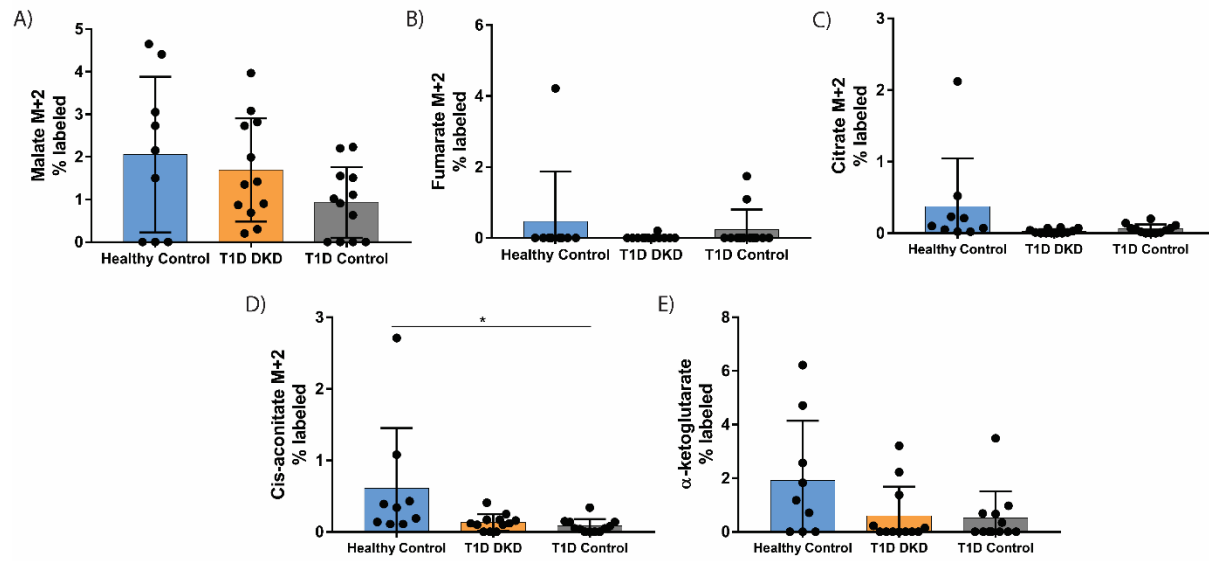 A)
Malate M+2
% labeled
5
4
3
2
1
0
Healthy Control T1D DKD T1D Control
B)
Fumarate M+2
% labeled
6
4
2
0
Healthy Control T1D DKD T1D Control
C)
Citrate M+2
% labeled
3
2
1
0
Healthy Control T1D DKD T1D Control
D)
Cis-aconitate M+2
% labeled
3
2
1
0
*
Healthy Control T1D DKD T1D Control
E)
α-ketoglutarate
% labeled
8
6
4
2
0
Healthy Control T1D DKD T1D Control